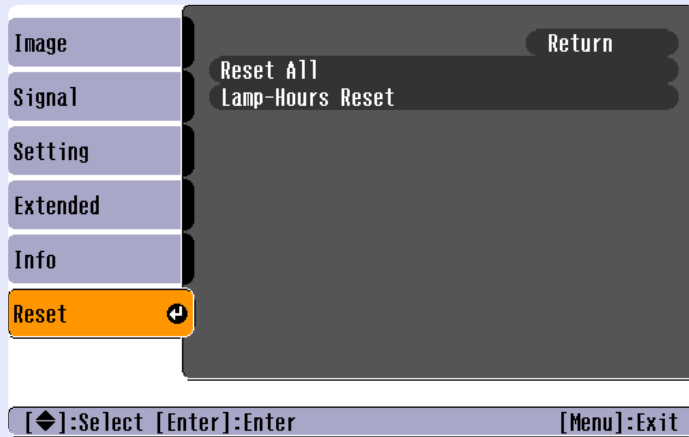 Image
Signal
Setting
Extended
Info
Reset
Return
Reset All
Lamp-Hours Reset
[◆]:Select [Enter]:Enter
[Menu]:Exit